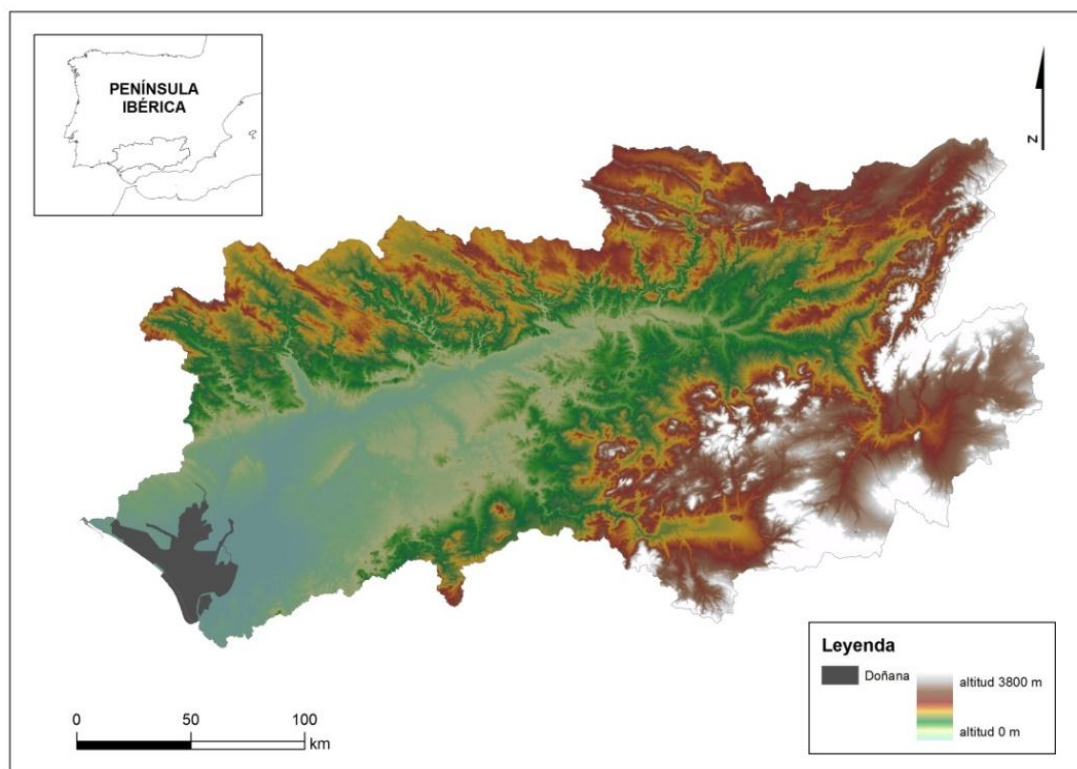 PENÍNSULA
IBÉRICA
N
Leyenda
Doñana
altitud 3800 m
altitud 0 m
0 50 100
km